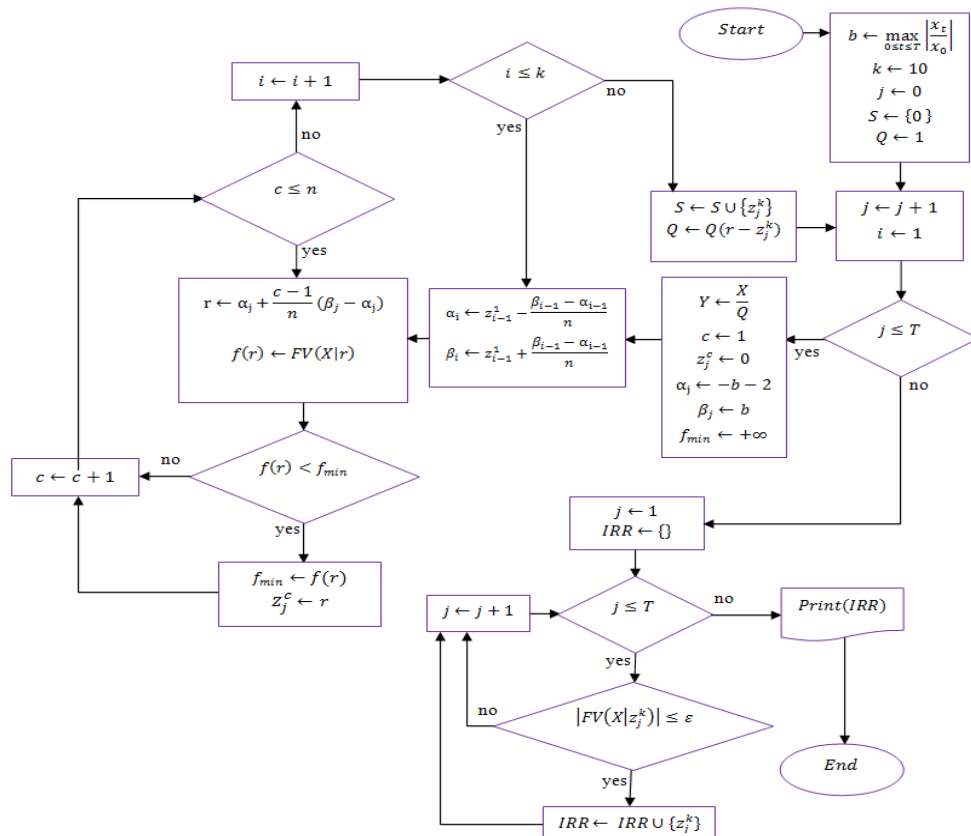 Start
b ← max 0≤t≤T |x_t/x_0|
k ← 10
j ← 0
S ← {0 }
Q ← 1
j ← j + 1
i ← 1
j ≤ T
yes
no
Y ← X/Q
c ← 1
z_j^c ← 0
α_j ← −b − 2
β_j ← b
f_min ← +∞
α_i ← z_{i-1}^1 − (β_{i-1} − α_{i-1})/n
β_i ← z_{i-1}^1 + (β_{i-1} − α_{i-1})/n
r ← α_j + (c − 1)/n (β_j − α_j)
f(r) ← FV(X|r)
f(r) < f_min
no
yes
f_min ← f(r)
Z_j^c ← r
c ← c + 1
c ≤ n
no
yes
i ← i + 1
i ≤ k
no
yes
S ← S ∪ {z_j^k}
Q ← Q(r − z_j^k)
j ← 1
IRR ← {}
j ≤ T
no
yes
j ← j + 1
|FV(X|z_j^k)| ≤ ε
no
yes
IRR ← IRR ∪ {z_j^k}
Print(IRR)
End